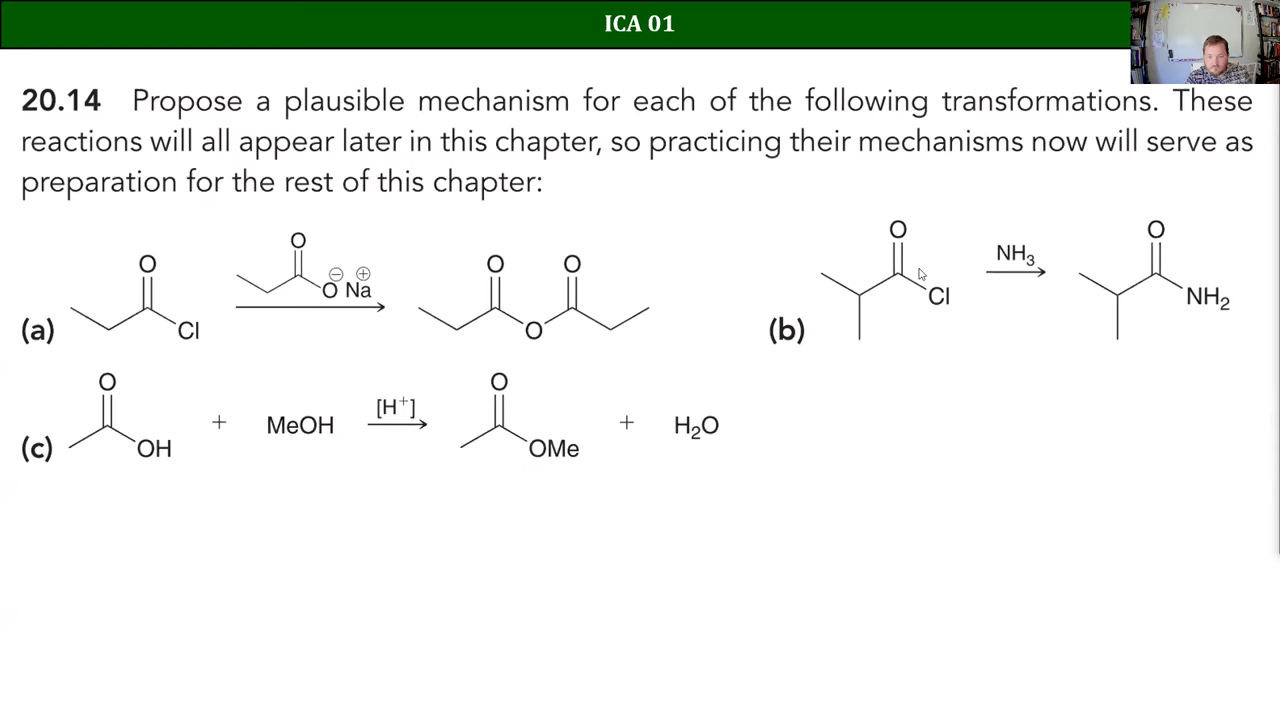 ICA 01
20.14 Propose a plausible mechanism for each of the following transformations. These
reactions will all appear later in this chapter, so practicing their mechanisms now will serve as
preparation for the rest of this chapter:
(a) O Cl O O⊖ Na⊕ O O O
(b) O Cl NH₃ O NH₂
(c) O OH + MeOH [H⁺] O OMe + H₂O